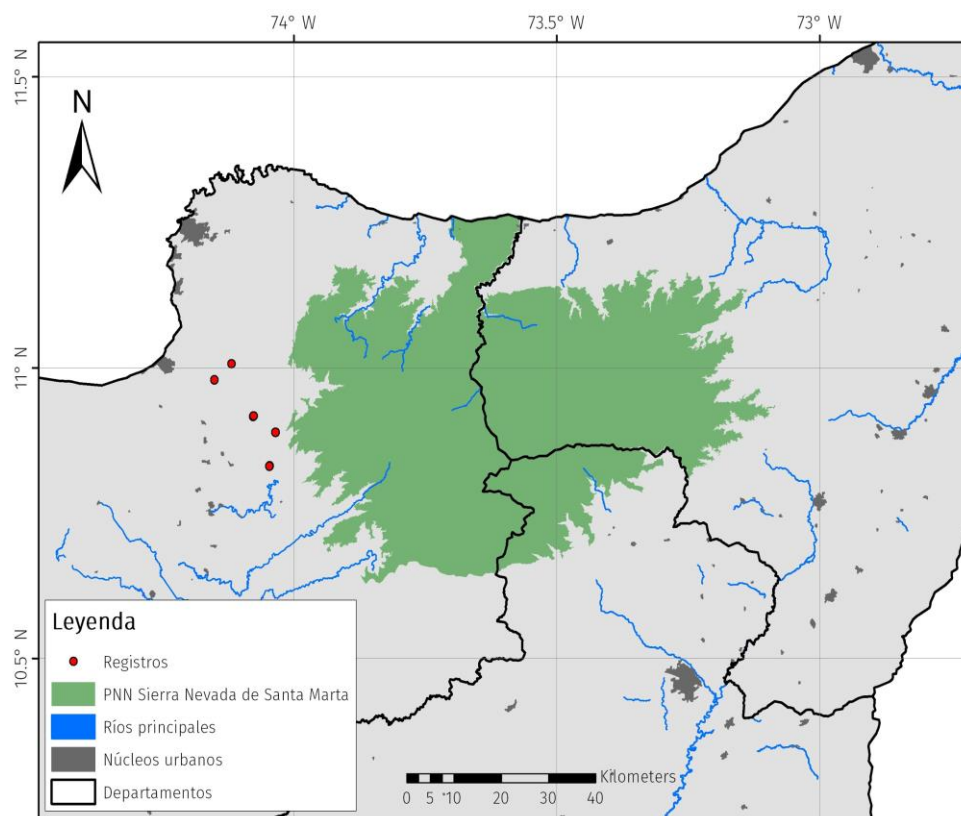 74° W
73.5° W
73° W
11.5° N
N
11° N
10.5° N
Leyenda
Registros
PNN Sierra Nevada de Santa Marta
Ríos principales
Núcleos urbanos
Departamentos
Kilometers
0 5 10 20 30 40